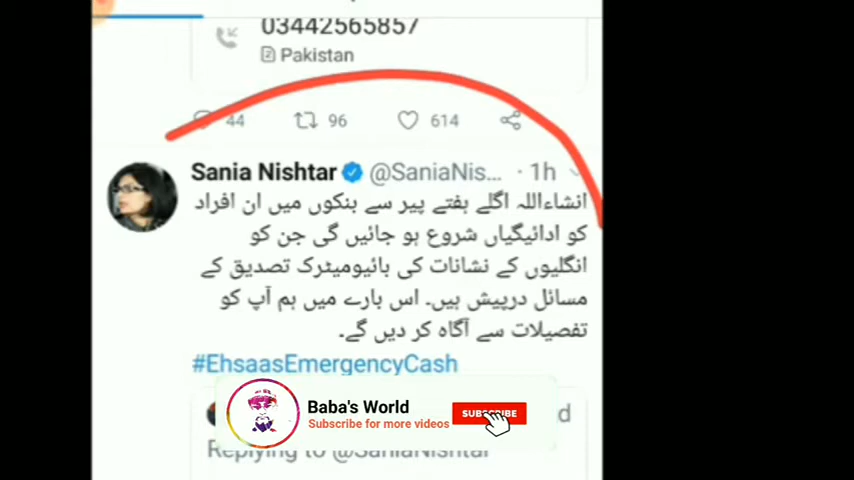 03442565857
Pakistan
44 96 614
Sania Nishtar @SaniaNis... · 1h
انشاءاللہ اگلے ہفتے پیر سے بنکوں میں ان افراد
کو ادائیگیاں شروع ہو جائیں گی جن کو
انگلیوں کے نشانات کی بائیومیٹرک تصدیق کے
مسائل درپیش ہیں۔ اس بارے میں ہم آپ کو
تفصیلات سے آگاہ کر دیں گے۔
#EhsaasEmergencyCash
Baba's World
SUBSCRIBE
Subscribe for more videos
Replying to @SaniaNishtar